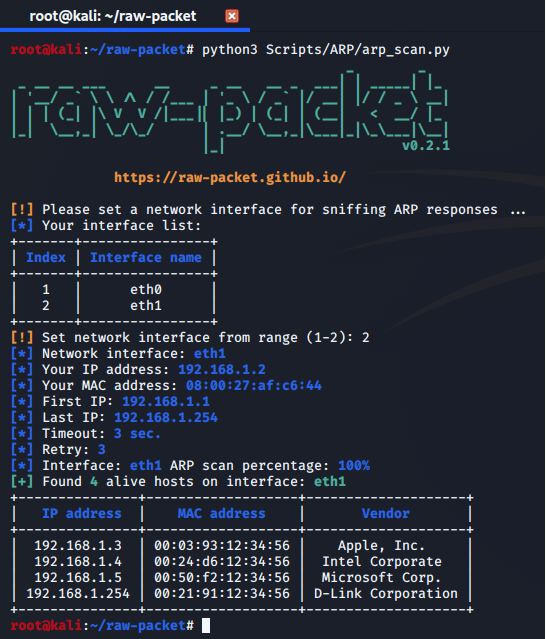 root@kali: ~/raw-packet
root@kali:~/raw-packet# python3 Scripts/ARP/arp_scan.py
raw-packet
v0.2.1
https://raw-packet.github.io/
[!] Please set a network interface for sniffing ARP responses ...
[*] Your interface list:
+-------+----------------+
| Index | Interface name |
+-------+----------------+
|   1   |      eth0      |
|   2   |      eth1      |
+-------+----------------+
[!] Set network interface from range (1-2): 2
[*] Network interface: eth1
[*] Your IP address: 192.168.1.2
[*] Your MAC address: 08:00:27:af:c6:44
[*] First IP: 192.168.1.1
[*] Last IP: 192.168.1.254
[*] Timeout: 3 sec.
[*] Retry: 3
[*] Interface: eth1 ARP scan percentage: 100%
[+] Found 4 alive hosts on interface: eth1
+---------------+-------------------+--------------------+
|   IP address  |    MAC address    |       Vendor       |
+---------------+-------------------+--------------------+
|  192.168.1.3  | 00:03:93:12:34:56 |    Apple, Inc.     |
|  192.168.1.4  | 00:24:d6:12:34:56 |  Intel Corporate   |
|  192.168.1.5  | 00:50:f2:12:34:56 |  Microsoft Corp.   |
| 192.168.1.254 | 00:21:91:12:34:56 | D-Link Corporation |
+---------------+-------------------+--------------------+
root@kali:~/raw-packet#